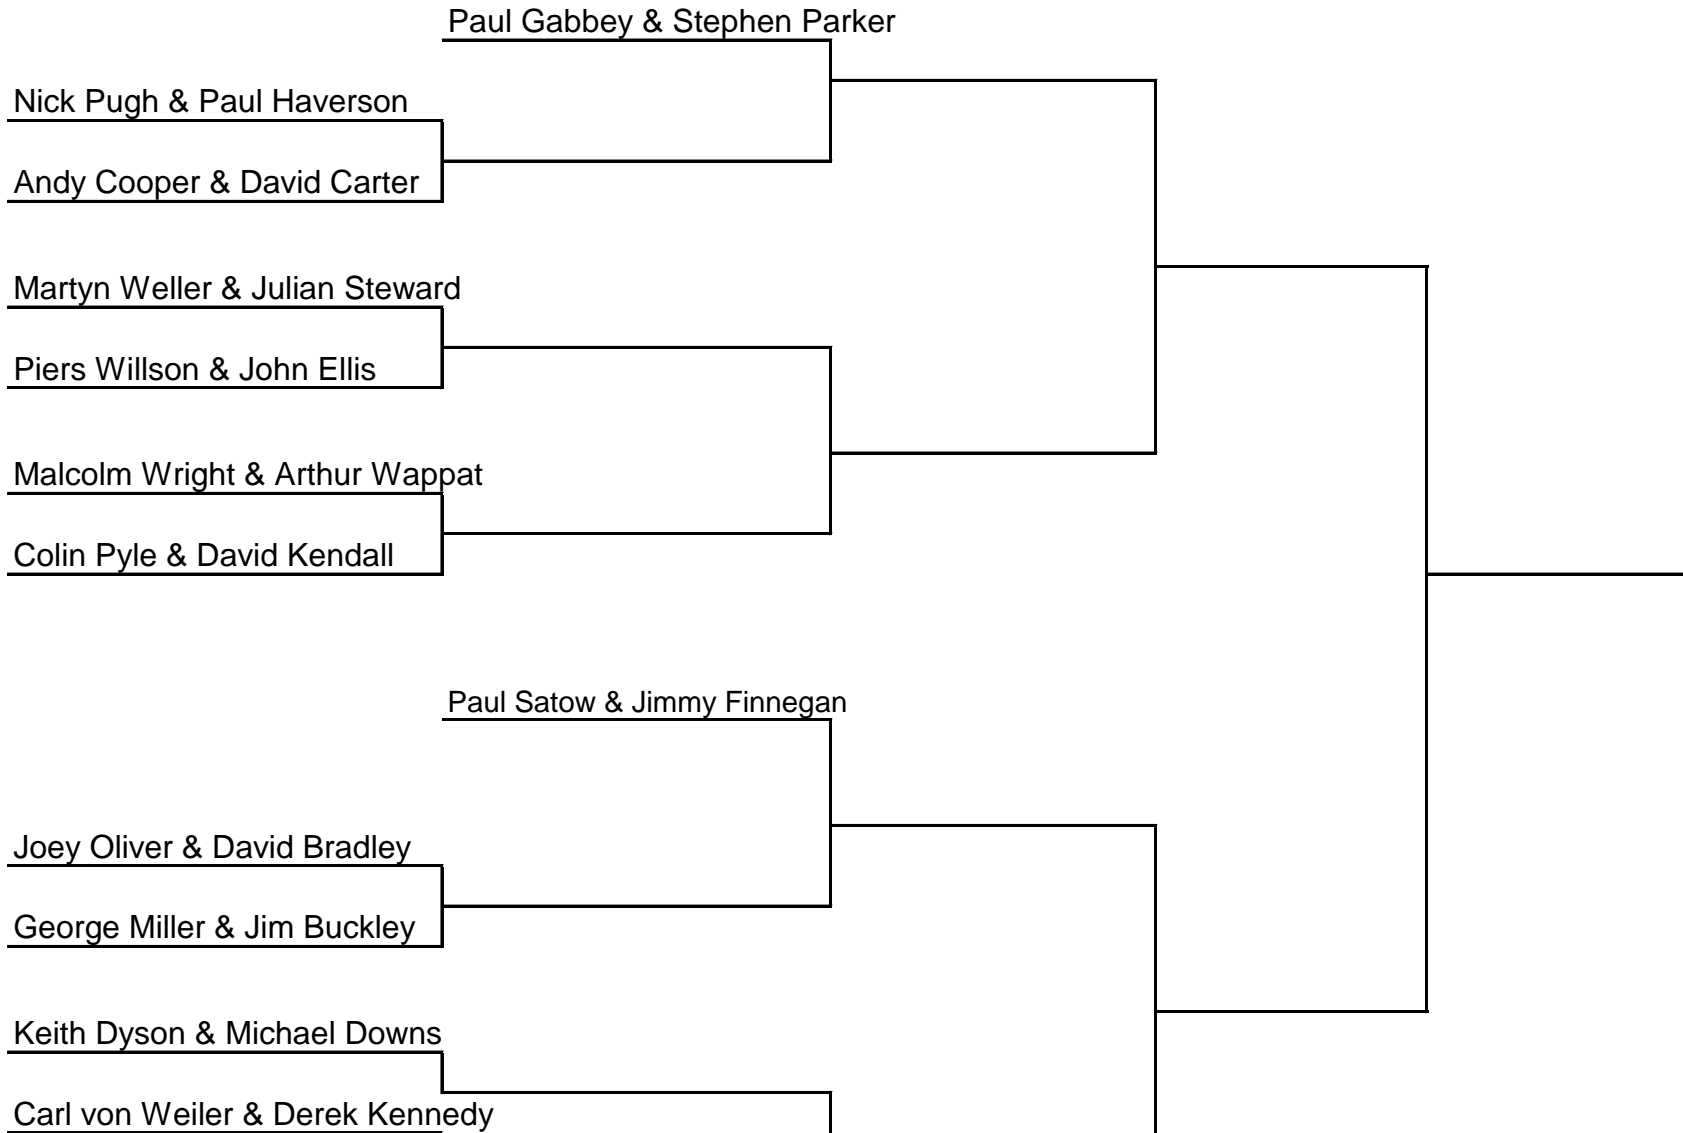 Paul Gabbey & Stephen Parker
Nick Pugh & Paul Haverson
Andy Cooper & David Carter
Martyn Weller & Julian Steward
Piers Willson & John Ellis
Malcolm Wright & Arthur Wappat
Colin Pyle & David Kendall
Paul Satow & Jimmy Finnegan
Joey Oliver & David Bradley
George Miller & Jim Buckley
Keith Dyson & Michael Downs
Carl von Weiler & Derek Kennedy